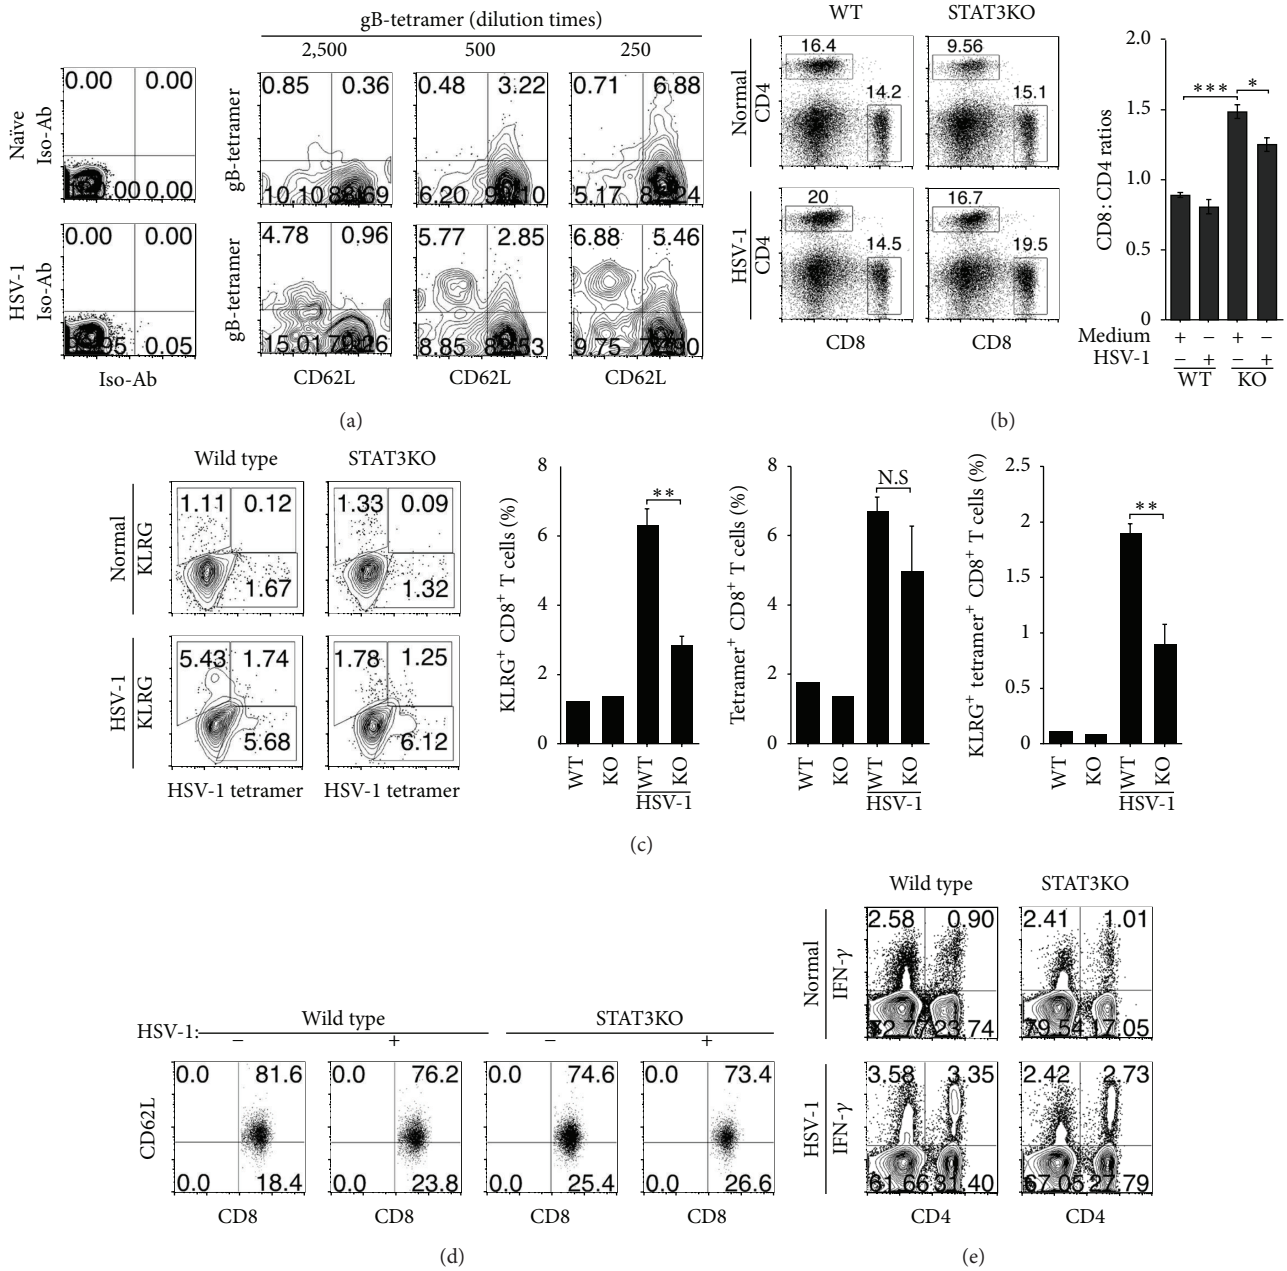 gB-tetramer (dilution times)
2,500 500 250
Naïve
Iso-Ab
0.00 0.00
0.00
gB-tetramer
0.85 0.36
10.10
0.48 3.22
6.20
0.71 6.88
5.17
HSV-1
Iso-Ab
0.00 0.00
0.05
Iso-Ab
gB-tetramer
4.78 0.96
15.01
CD62L
5.77 2.85
8.85
CD62L
6.88 5.46
9.75
CD62L
(a)
WT STAT3KO
Normal
CD4
16.4
14.2
9.56
15.1
HSV-1
CD4
20
14.5
16.7
19.5
CD8 CD8
CD8:: CD4 ratios
2.0
1.5
1.0
0.5
0
*** *
Medium + − + −
HSV-1 − + − +
WT KO
(b)
Wild type STAT3KO
Normal
KLRG
1.11 0.12
1.67
1.33 0.09
1.32
HSV-1
KLRG
5.43 1.74
5.68
1.78 1.25
6.12
HSV-1 tetramer HSV-1 tetramer
KLRG+ CD8+ T cells (%)
8
6
4
2
0
**
WT KO WT KO
HSV-1
Tetramer+ CD8+ T cells (%)
8
6
4
2
0
N.S
WT KO WT KO
HSV-1
KLRG+ tetramer+ CD8+ T cells (%)
2.5
2
1.5
1
0.5
0
**
WT KO WT KO
HSV-1
(c)
Wild type STAT3KO
HSV-1: − + − +
CD62L
0.0 81.6
0.0 18.4
0.0 76.2
0.0 23.8
0.0 74.6
0.0 25.4
0.0 73.4
0.0 26.6
CD8 CD8 CD8 CD8
(d)
Wild type STAT3KO
Normal
IFN-γ
2.58 0.90
72.77 23.74
2.41 1.01
79.54 17.05
HSV-1
IFN-γ
3.58 3.35
61.66 31.40
2.42 2.73
67.05 27.79
CD4 CD4
(e)